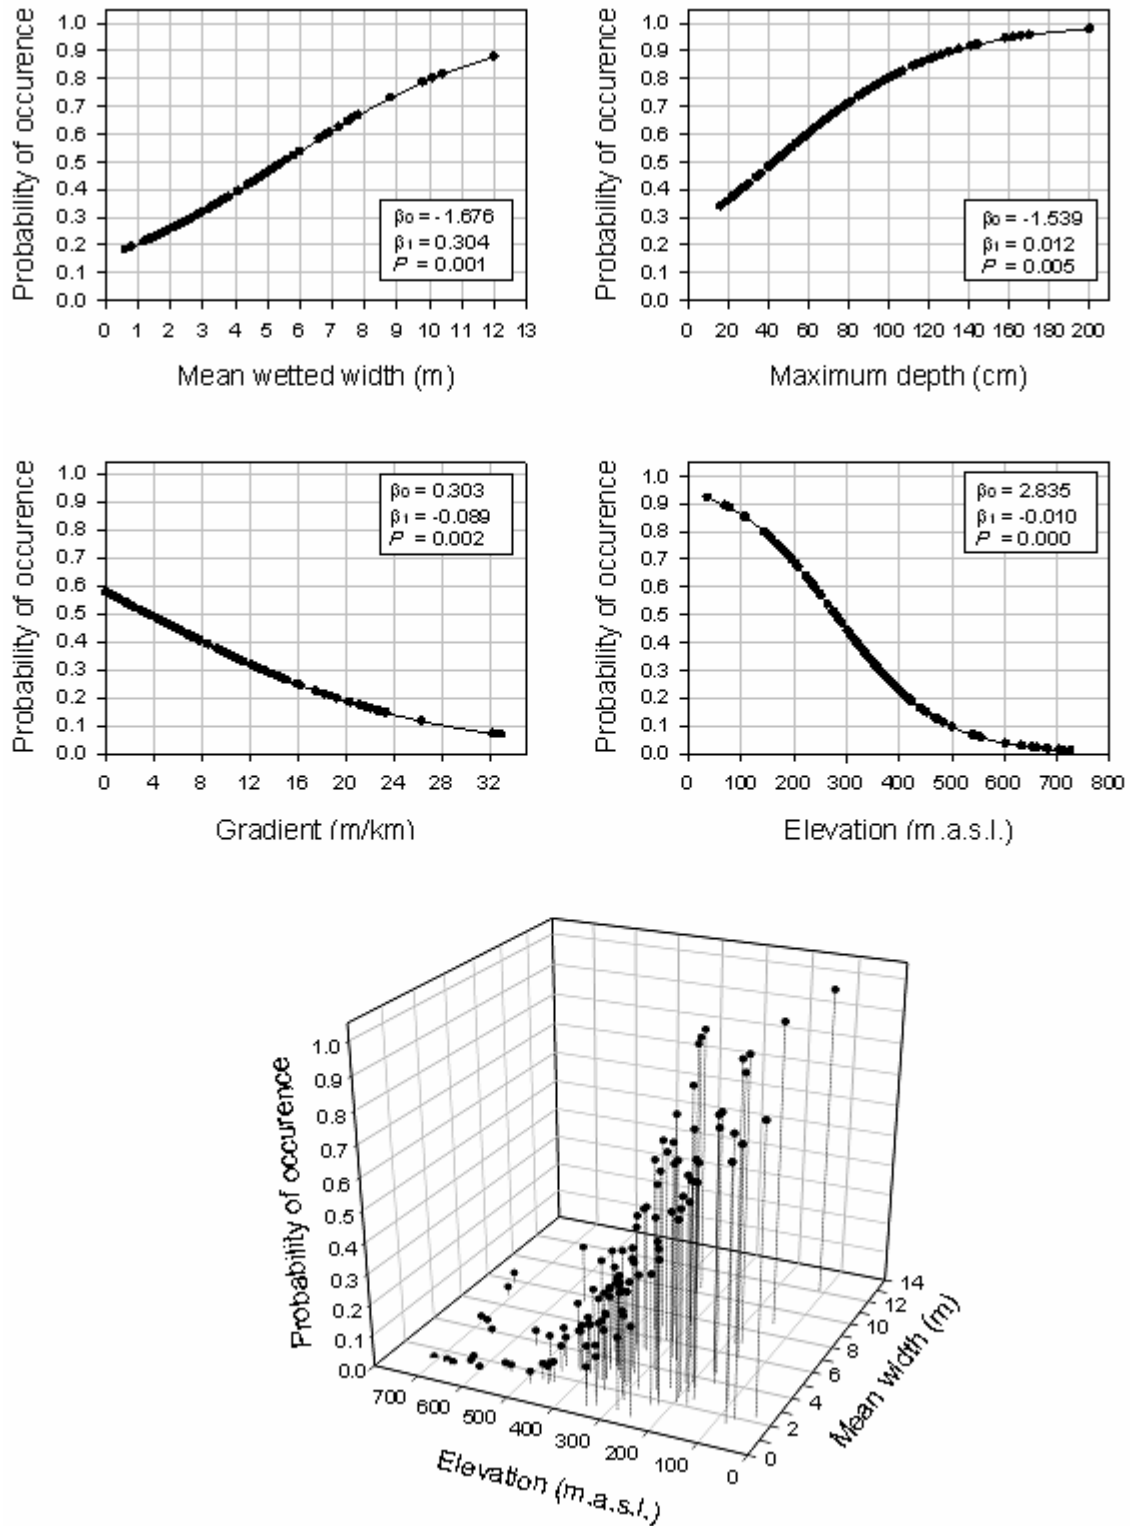 Probability of occurence
1.0
0.9
0.8
0.7
0.6
0.5
0.4
0.3
0.2
0.1
0.0
β0 = -1.676
β1 = 0.304
P = 0.001
0 1 2 3 4 5 6 7 8 9 10 11 12 13
Mean wetted width (m)
Probability of occurence
1.0
0.9
0.8
0.7
0.6
0.5
0.4
0.3
0.2
0.1
0.0
β0 = -1.539
β1 = 0.012
P = 0.005
0 20 40 60 80 100 120 140 160 180 200
Maximum depth (cm)
Probability of occurence
1.0
0.9
0.8
0.7
0.6
0.5
0.4
0.3
0.2
0.1
0.0
β0 = 0.303
β1 = -0.089
P = 0.002
0 4 8 12 16 20 24 28 32
Gradient (m/km)
Probability of occurence
1.0
0.9
0.8
0.7
0.6
0.5
0.4
0.3
0.2
0.1
0.0
β0 = 2.835
β1 = -0.010
P = 0.000
0 100 200 300 400 500 600 700 800
Elevation (m.a.s.l.)
Probability of occurence
1.0
0.9
0.8
0.7
0.6
0.5
0.4
0.3
0.2
0.1
0.0
700 600 500 400 300 200 100 0
Elevation (m.a.s.l.)
0 2 4 6 8 10 12 14
Mean width (m)